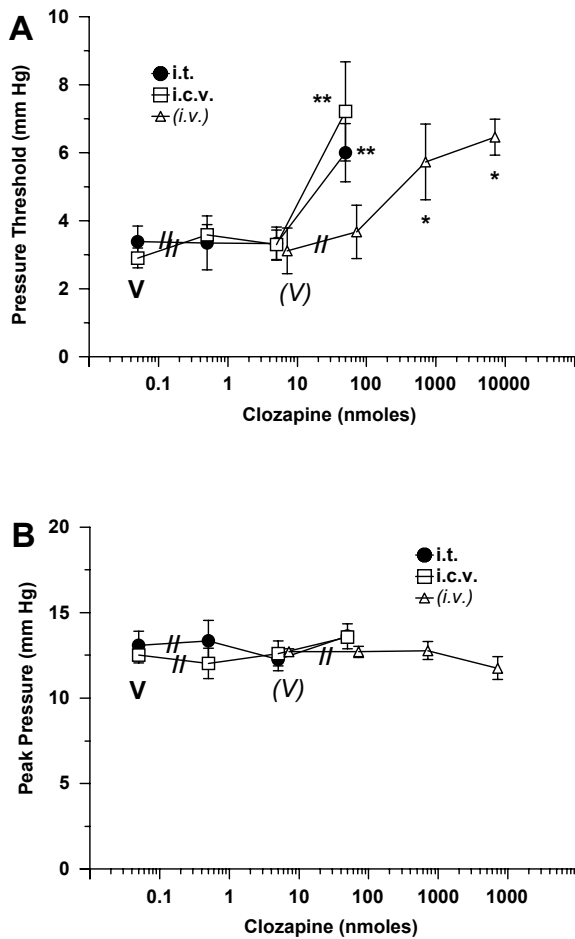 A
10
8
6
4
2
0
Pressure Threshold (mm Hg)
i.t.
i.c.v.
(i.v.)
**
**
*
*
//
//
//
V
(V)
0.1 1 10 100 1000 10000
Clozapine (nmoles)
B
20
15
10
5
0
Peak Pressure (mm Hg)
i.t.
i.c.v.
(i.v.)
//
//
//
V
(V)
0.1 1 10 100 1000 1000
Clozapine (nmoles)